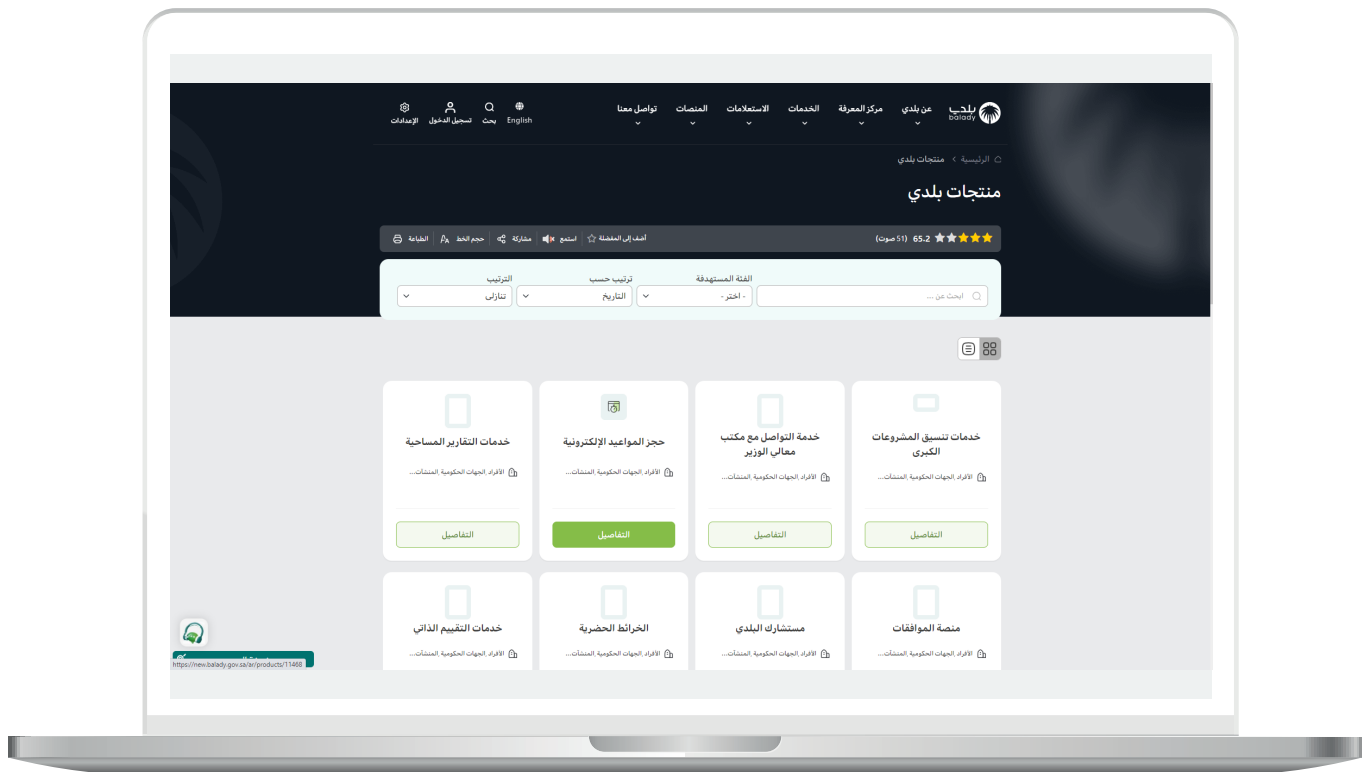 بلدي
balady
عن بلدي
مركز المعرفة
الخدمات
الاستعلامات
المنصات
تواصل معنا
English
بحث
تسجيل الدخول
الإعدادات
الرئيسية
منتجات بلدي
منتجات بلدي
65.2 (51 صوت)
أضف إلى المفضلة
استمع
مشاركة
حجم الخط
الطباعة
ابحث عن ...
الفئة المستهدفة
- اختر -
ترتيب حسب
التاريخ
الترتيب
تنازلى
خدمات تنسيق المشروعات
الكبرى
الأفراد ,الجهات الحكومية ,المنشآت...
التفاصيل
خدمة التواصل مع مكتب
معالي الوزير
الأفراد ,الجهات الحكومية ,المنشآت...
التفاصيل
حجز المواعيد الإلكترونية
الأفراد ,الجهات الحكومية ,المنشآت...
التفاصيل
خدمات التقارير المساحية
الأفراد ,الجهات الحكومية ,المنشآت...
التفاصيل
منصة الموافقات
الأفراد ,الجهات الحكومية ,المنشآت...
مستشارك البلدي
الأفراد ,الجهات الحكومية ,المنشآت...
الخرائط الحضرية
الأفراد ,الجهات الحكومية ,المنشآت...
خدمات التقييم الذاتي
الأفراد ,الجهات الحكومية ,المنشآت...
https://new.balady.gov.sa/ar/products/11468